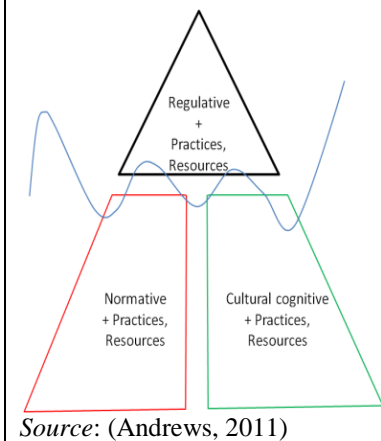 Regulative
+
Practices,
Resources
Normative
+ Practices,
Resources
Cultural cognitive
+ Practices,
Resources
Source: (Andrews, 2011)